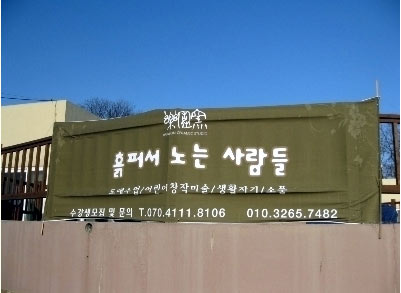 흙피서 노는 사람들
도예수업/어린이창작미술/생활자기/소품
수강생모집 및 문의 T.070.4111.8106 010.3265.7482